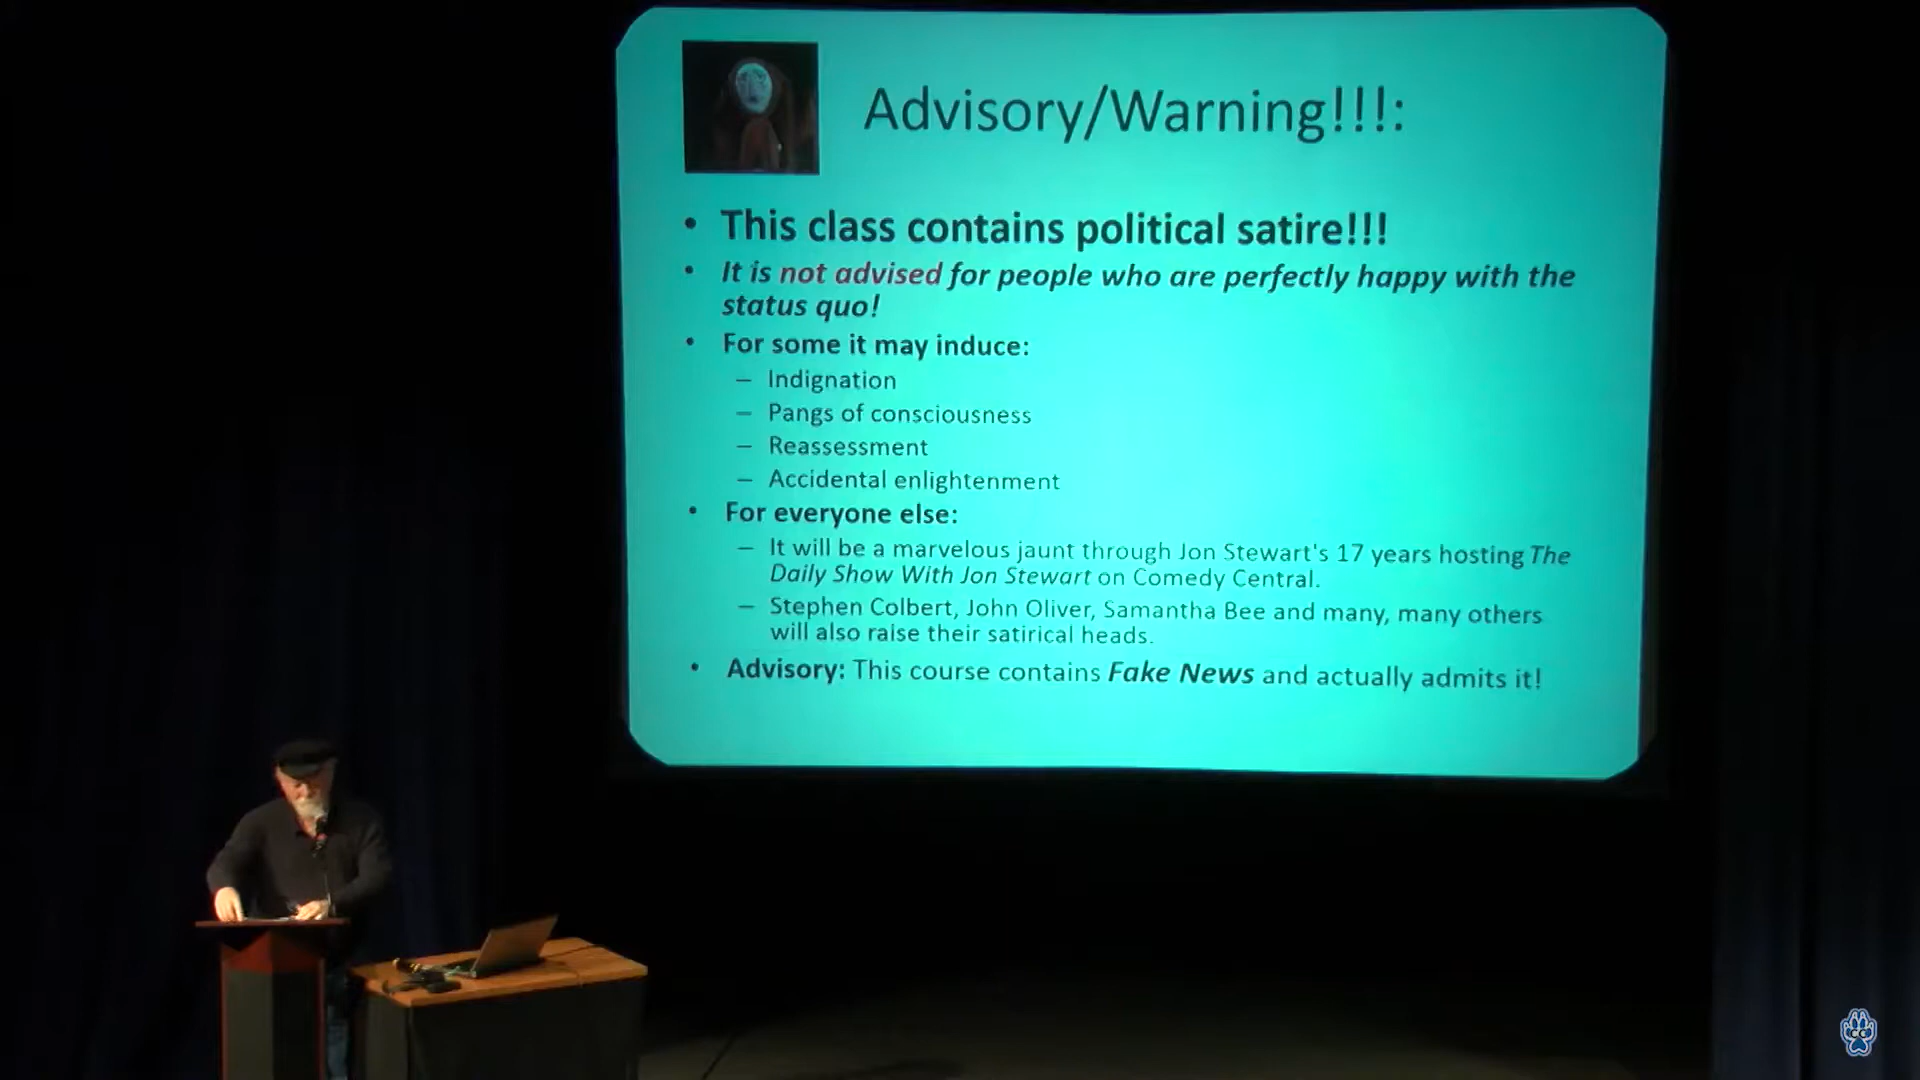 Advisory/Warning!!!:
• This class contains political satire!!!
• It is not advised for people who are perfectly happy with the
status quo!
• For some it may induce:
– Indignation
– Pangs of consciousness
– Reassessment
– Accidental enlightenment
• For everyone else:
– It will be a marvelous jaunt through Jon Stewart's 17 years hosting The
Daily Show With Jon Stewart on Comedy Central.
– Stephen Colbert, John Oliver, Samantha Bee and many, many others
will also raise their satirical heads.
• Advisory: This course contains Fake News and actually admits it!